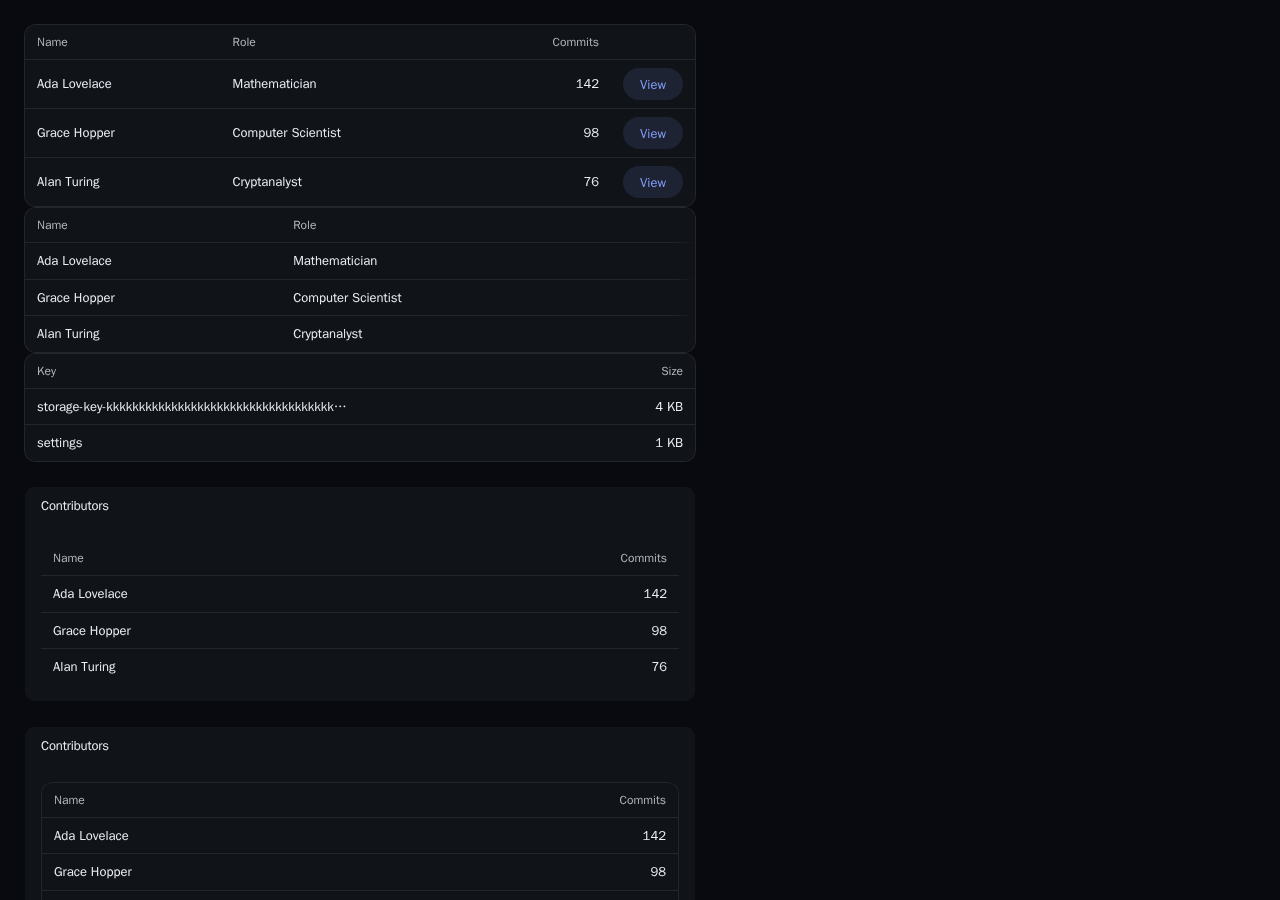 Name Role Commits
Ada Lovelace Mathematician 142 View
Grace Hopper Computer Scientist 98 View
Alan Turing Cryptanalyst 76 View
Name Role
Ada Lovelace Mathematician
Grace Hopper Computer Scientist
Alan Turing Cryptanalyst
Key Size
storage-key-kkkkkkkkkkkkkkkkkkkkkkkkkkkkkkkkkkk… 4 KB
settings 1 KB
Contributors
Name Commits
Ada Lovelace 142
Grace Hopper 98
Alan Turing 76
Contributors
Name Commits
Ada Lovelace 142
Grace Hopper 98